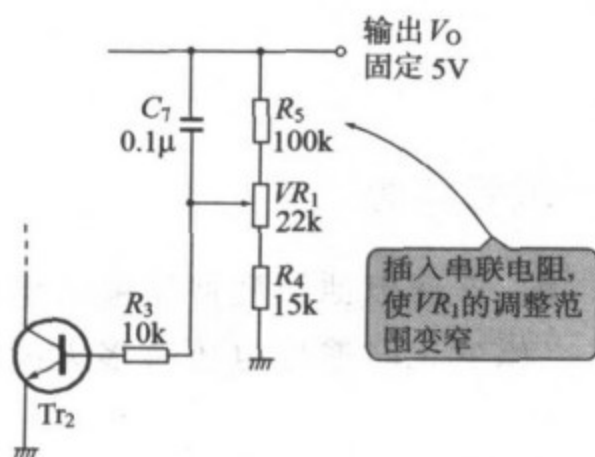 输出 V_O
固定 5V
C₇
0.1μ
R₅
100k
VR₁
22k
R₄
15k
R₃
10k
Tr₂
插入串联电阻,
使VR₁的调整范
围变窄